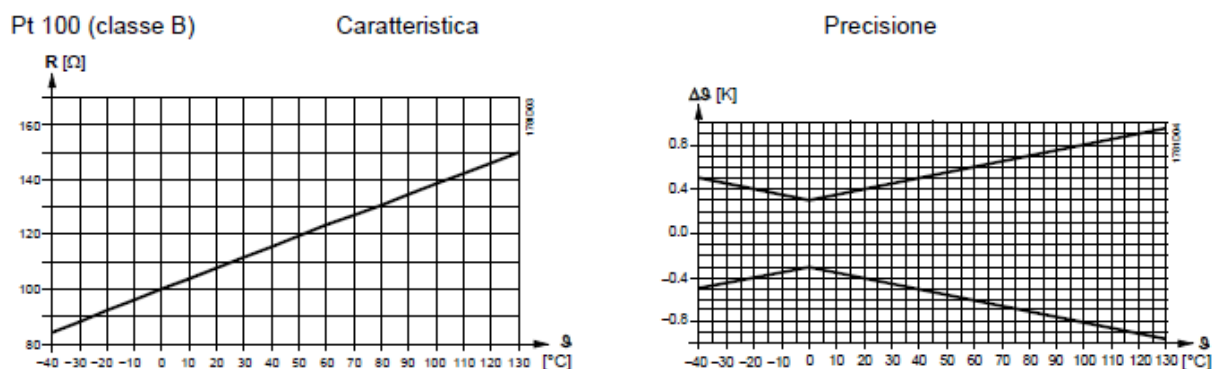 Pt 100 (classe B) Caratteristica Precisione
R [Ω]
160
140
120
100
80
−40 −30 −20 −10 0 10 20 30 40 50 60 70 80 90 100 110 120 130
ϑ
[°C]
1781D03
Δϑ [K]
0.8
0.4
0.0
−0.4
−0.8
−40 −30 −20 −10 0 10 20 30 40 50 60 70 80 90 100 110 120 130
ϑ
[°C]
1781D04